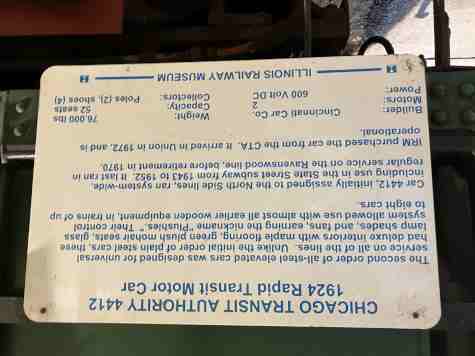 CHICAGO TRANSIT AUTHORITY 4412
1924 Rapid Transit Motor Car
The second order of all-steel elevated cars was designed for universal
service on all of the lines. Unlike the initial order of plain steel cars, these
had deluxe interiors with maple flooring, green plush mohair seats, glass
lamp shades, and fans, earning the nickname "Plushies." Their control
system allowed use with almost all earlier wooden equipment, in trains of up
to eight cars.
Car 4412, initially assigned to the North Side lines, ran system-wide,
including use in the State Street subway from 1943 to 1952. It last ran in
regular service on the Ravenswood line, before retirement in 1970.
IRM purchased the car from the CTA. It arrived in Union in 1972, and is
operational.
Builder: Cincinnati Car Co. Weight: 76,000 lbs
Motors: 2 Capacity: 52 seats
Power: 600 Volt DC Collectors: Poles (2), shoes (4)
ILLINOIS RAILWAY MUSEUM